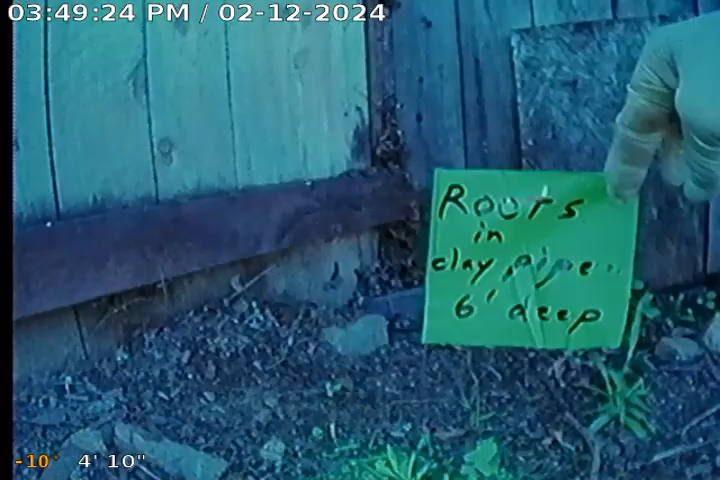 03:49:24 PM / 02-12-2024
Roots
in
clay pipe..
6' deep
-10° 4' 10"